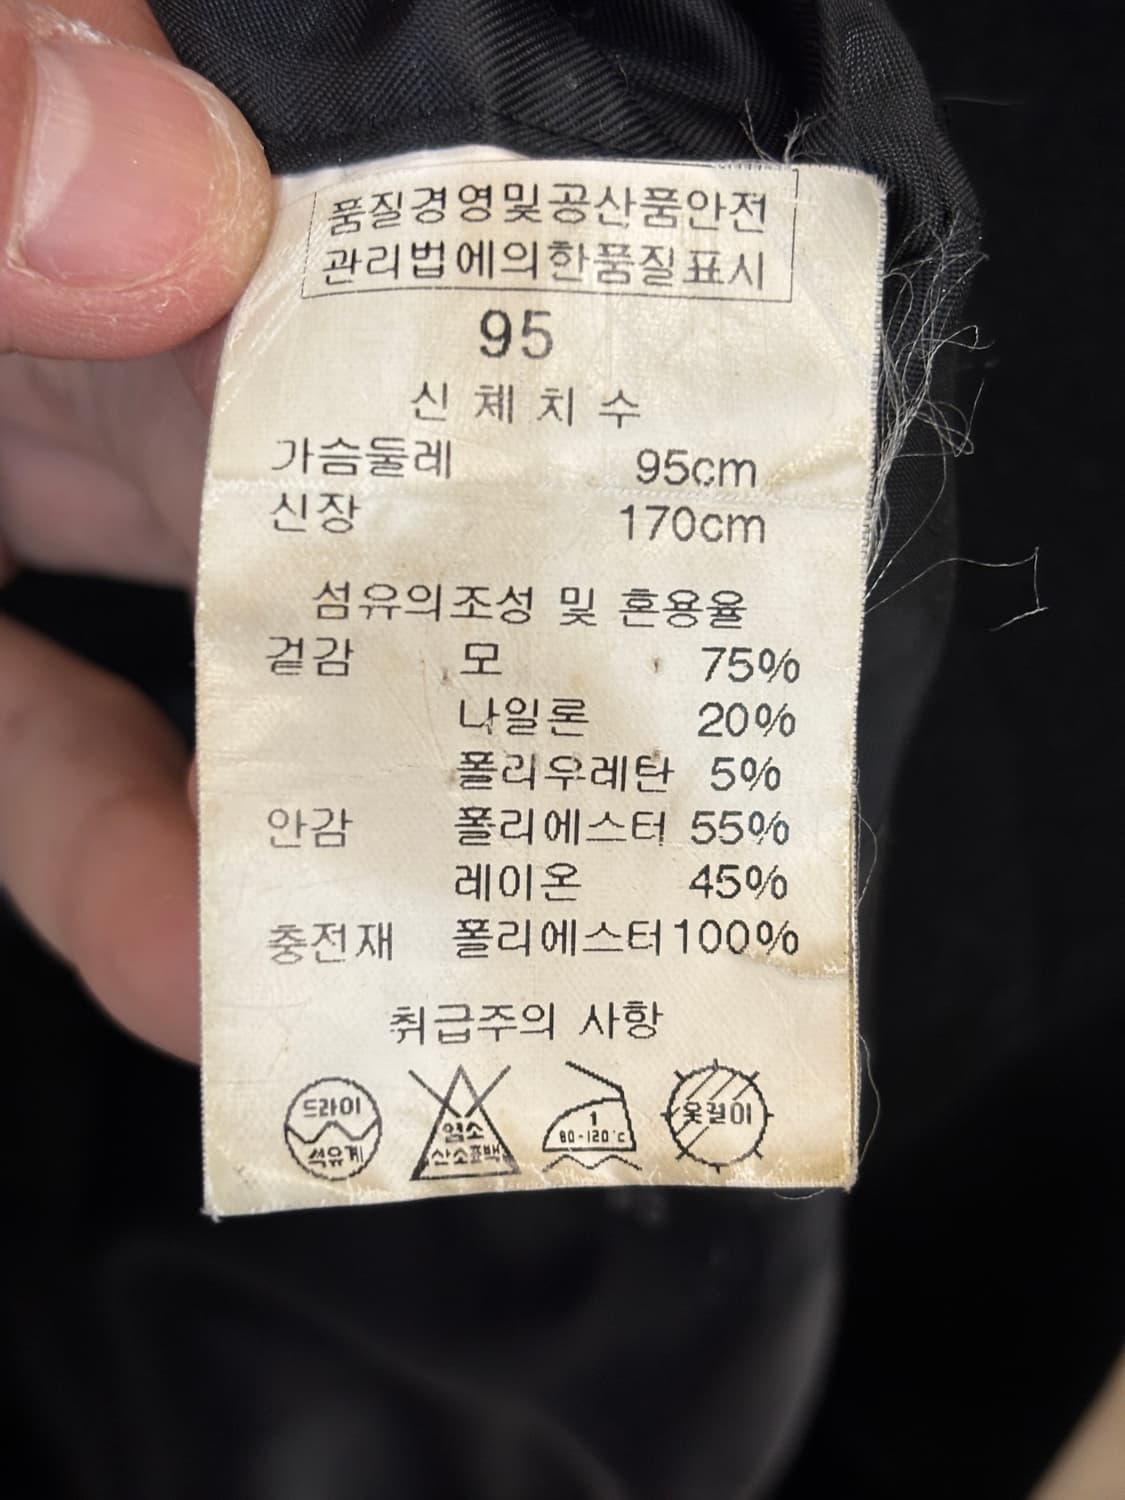 품질경영및공산품안전
관리법에의한품질표시
95
신체치수
가슴둘레 95cm
신장 170cm
섬유의조성 및 혼용율
겉감 모 75%
나일론 20%
폴리우레탄 5%
안감 폴리에스터 55%
레이온 45%
충전재 폴리에스터 100%
취급주의 사항
드라이
석유계
염소
산소표백
1
80-120℃
옷걸이